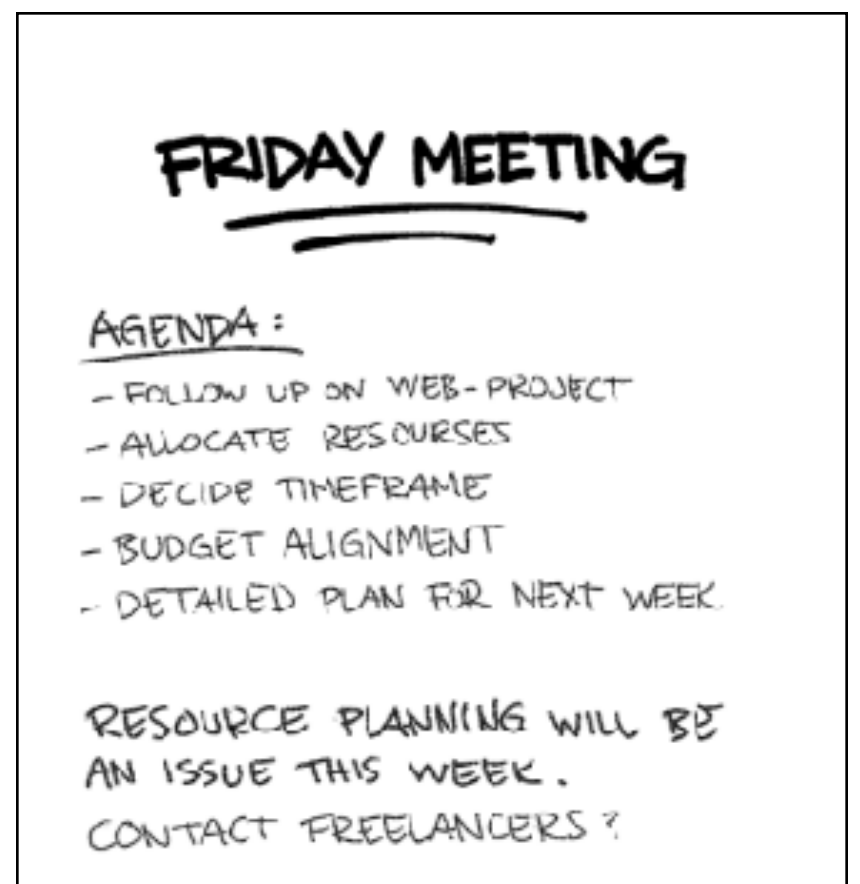 FRIDAY MEETING
AGENDA:
- FOLLOW UP ON WEB-PROJECT
- ALLOCATE RESOURSES
- DECIDE TIMEFRAME
- BUDGET ALIGNMENT
- DETAILED PLAN FOR NEXT WEEK
RESOURCE PLANNING WILL BE
AN ISSUE THIS WEEK.
CONTACT FREELANCERS?